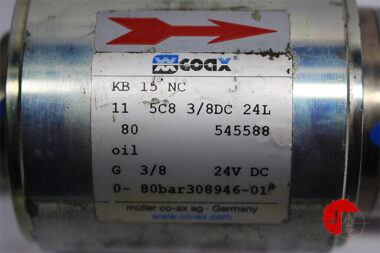 coax
KB 15 NC
11 5C8 3/8DC 24L
80 545588
oil
G 3/8 24V DC
0- 80bar308946-01
müller co-ax ag · Germany
www.co-ax.com